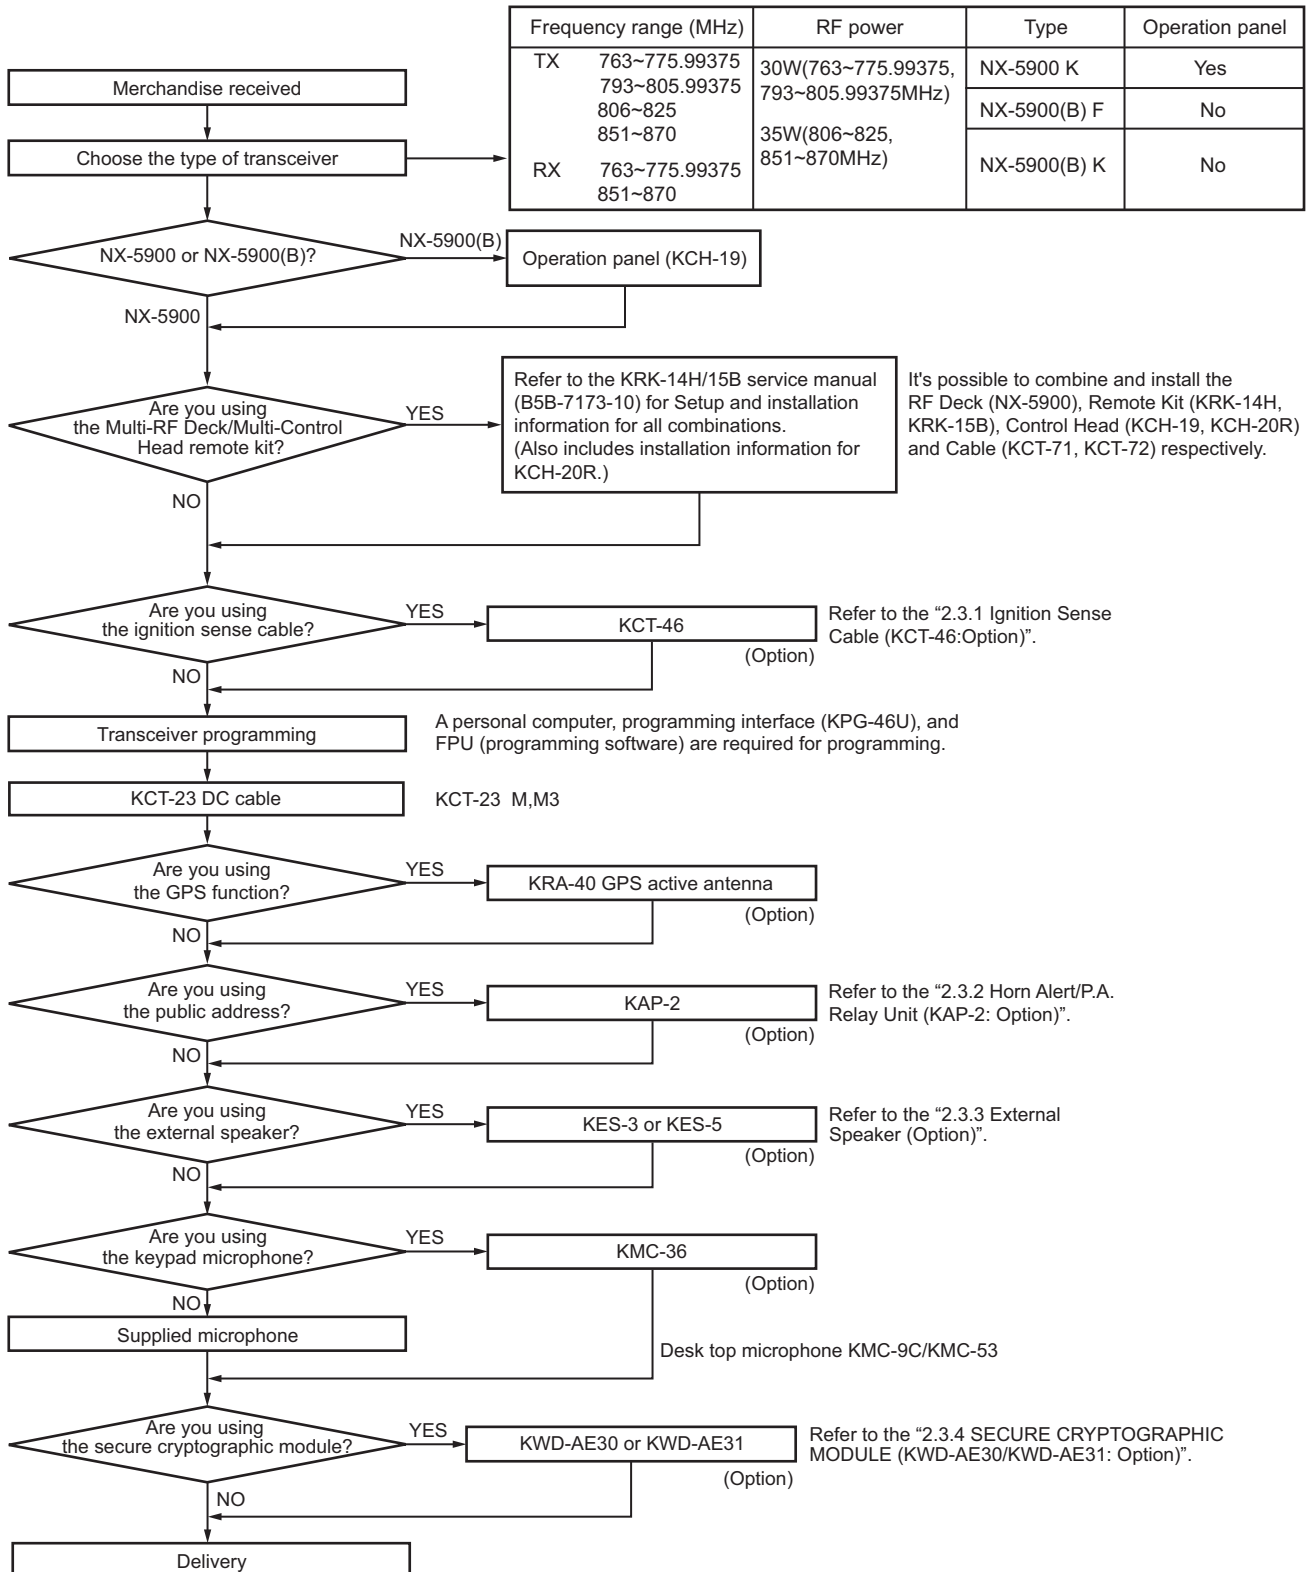 Frequency range (MHz) RF power Type Operation panel
TX 763~775.99375
793~805.99375
806~825
851~870
RX 763~775.99375
851~870
30W(763~775.99375,
793~805.99375MHz)
35W(806~825,
851~870MHz)
NX-5900 K Yes
NX-5900(B) F No
NX-5900(B) K No
Merchandise received
Choose the type of transceiver
NX-5900 or NX-5900(B)?
NX-5900(B)
Operation panel (KCH-19)
NX-5900
Are you using
the Multi-RF Deck/Multi-Control
Head remote kit?
YES
Refer to the KRK-14H/15B service manual
(B5B-7173-10) for Setup and installation
information for all combinations.
(Also includes installation information for
KCH-20R.)
It's possible to combine and install the
RF Deck (NX-5900), Remote Kit (KRK-14H,
KRK-15B), Control Head (KCH-19, KCH-20R)
and Cable (KCT-71, KCT-72) respectively.
NO
Are you using
the ignition sense cable?
YES
KCT-46
(Option)
Refer to the “2.3.1 Ignition Sense
Cable (KCT-46:Option)”.
NO
Transceiver programming
A personal computer, programming interface (KPG-46U), and
FPU (programming software) are required for programming.
KCT-23 DC cable
KCT-23 M,M3
Are you using
the GPS function?
YES
KRA-40 GPS active antenna
(Option)
NO
Are you using
the public address?
YES
KAP-2
(Option)
Refer to the “2.3.2 Horn Alert/P.A.
Relay Unit (KAP-2: Option)”.
NO
Are you using
the external speaker?
YES
KES-3 or KES-5
(Option)
Refer to the “2.3.3 External
Speaker (Option)”.
NO
Are you using
the keypad microphone?
YES
KMC-36
(Option)
NO
Supplied microphone
Desk top microphone KMC-9C/KMC-53
Are you using
the secure cryptographic module?
YES
KWD-AE30 or KWD-AE31
(Option)
Refer to the “2.3.4 SECURE CRYPTOGRAPHIC
MODULE (KWD-AE30/KWD-AE31: Option)”.
NO
Delivery